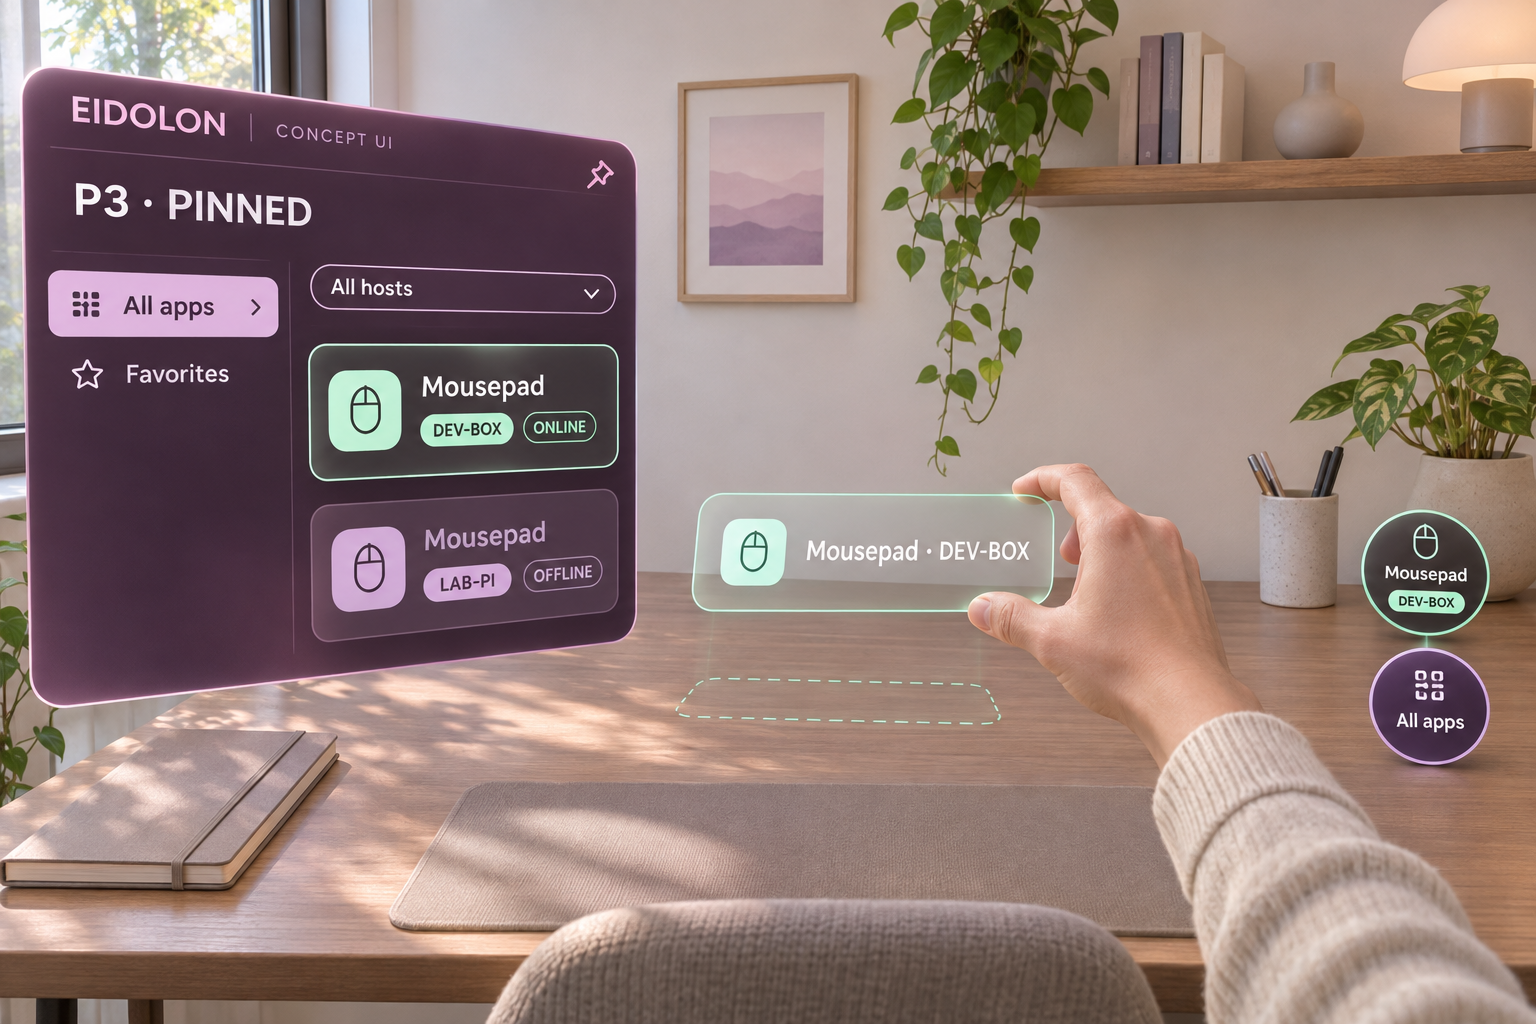 EIDOLON | CONCEPT UI
P3 · PINNED
All apps
Favorites
All hosts
Mousepad
DEV-BOX
ONLINE
Mousepad
LAB-PI
OFFLINE
Mousepad · DEV-BOX
Mousepad
DEV-BOX
All apps